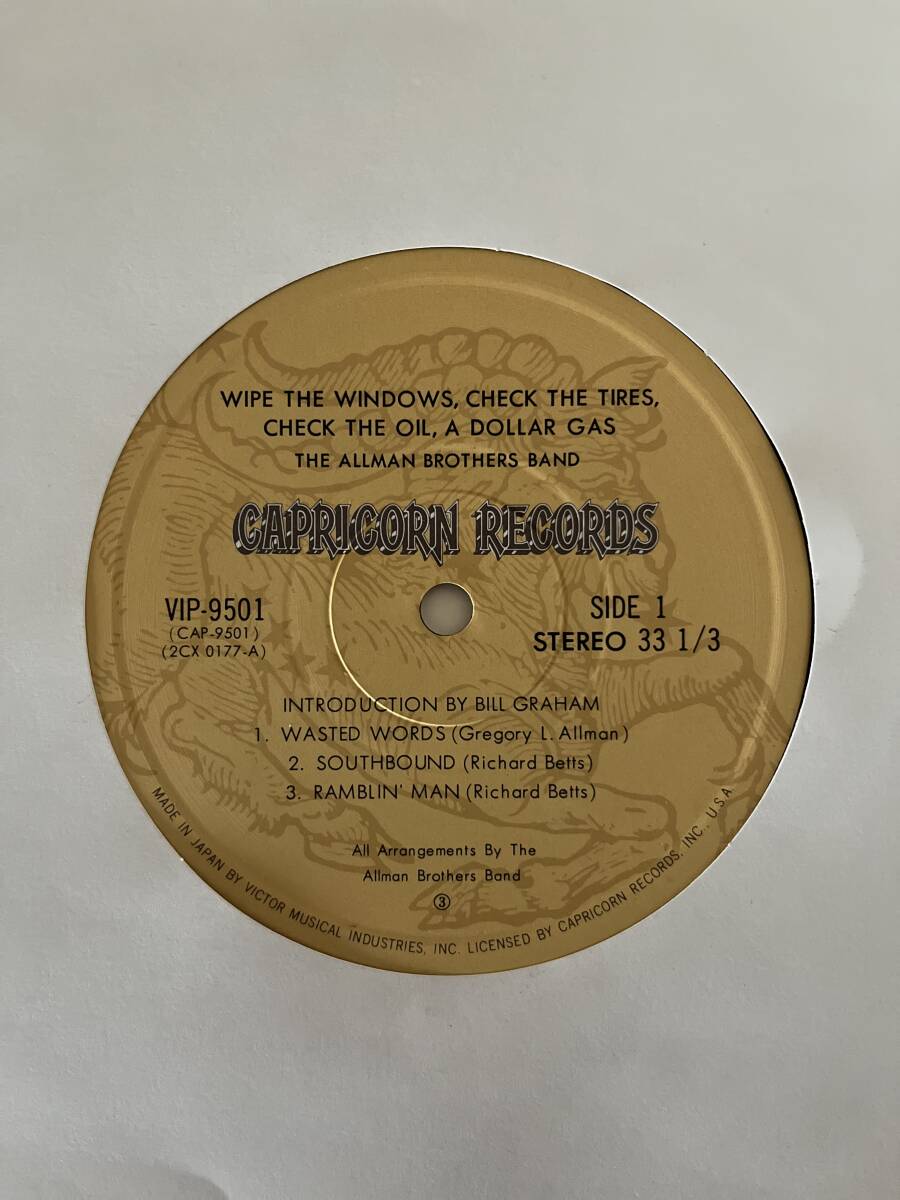 WIPE THE WINDOWS, CHECK THE TIRES,
CHECK THE OIL, A DOLLAR GAS
THE ALLMAN BROTHERS BAND
CAPRICORN RECORDS
VIP-9501
(CAP-9501)
(2CX 0177-A)
SIDE 1
STEREO 33 1/3
INTRODUCTION BY BILL GRAHAM
1. WASTED WORDS (Gregory L. Allman)
2. SOUTHBOUND (Richard Betts)
3. RAMBLIN' MAN (Richard Betts)
All Arrangements By The
Allman Brothers Band
③
MADE IN JAPAN BY VICTOR MUSICAL INDUSTRIES, INC. LICENSED BY CAPRICORN RECORDS, INC., U.S.A